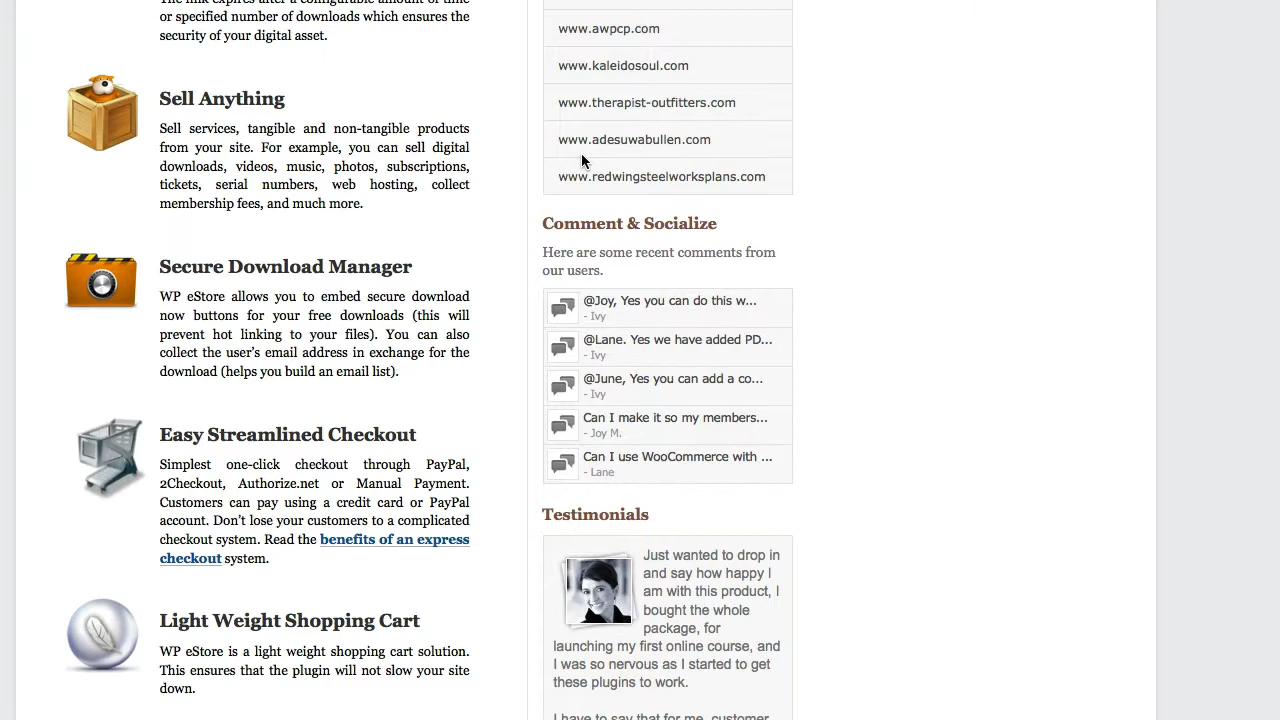 The link expires after a configurable amount of time
or specified number of downloads which ensures the
security of your digital asset.
Sell Anything
Sell services, tangible and non-tangible products
from your site. For example, you can sell digital
downloads, videos, music, photos, subscriptions,
tickets, serial numbers, web hosting, collect
membership fees, and much more.
Secure Download Manager
WP eStore allows you to embed secure download
now buttons for your free downloads (this will
prevent hot linking to your files). You can also
collect the user's email address in exchange for the
download (helps you build an email list).
Easy Streamlined Checkout
Simplest one-click checkout through PayPal,
2Checkout, Authorize.net or Manual Payment.
Customers can pay using a credit card or PayPal
account. Don't lose your customers to a complicated
checkout system. Read the benefits of an express
checkout system.
Light Weight Shopping Cart
WP eStore is a light weight shopping cart solution.
This ensures that the plugin will not slow your site
down.
www.awpcp.com
www.kaleidosoul.com
www.therapist-outfitters.com
www.adesuwabullen.com
www.redwingsteelworksplans.com
Comment & Socialize
Here are some recent comments from
our users.
@Joy, Yes you can do this w...
- Ivy
@Lane. Yes we have added PD...
- Ivy
@June, Yes you can add a co...
- Ivy
Can I make it so my members...
- Joy M.
Can I use WooCommerce with ...
- Lane
Testimonials
Just wanted to drop in
and say how happy I
am with this product, I
bought the whole
package, for
launching my first online course, and
I was so nervous as I started to get
these plugins to work.
I have to say that for me, customer